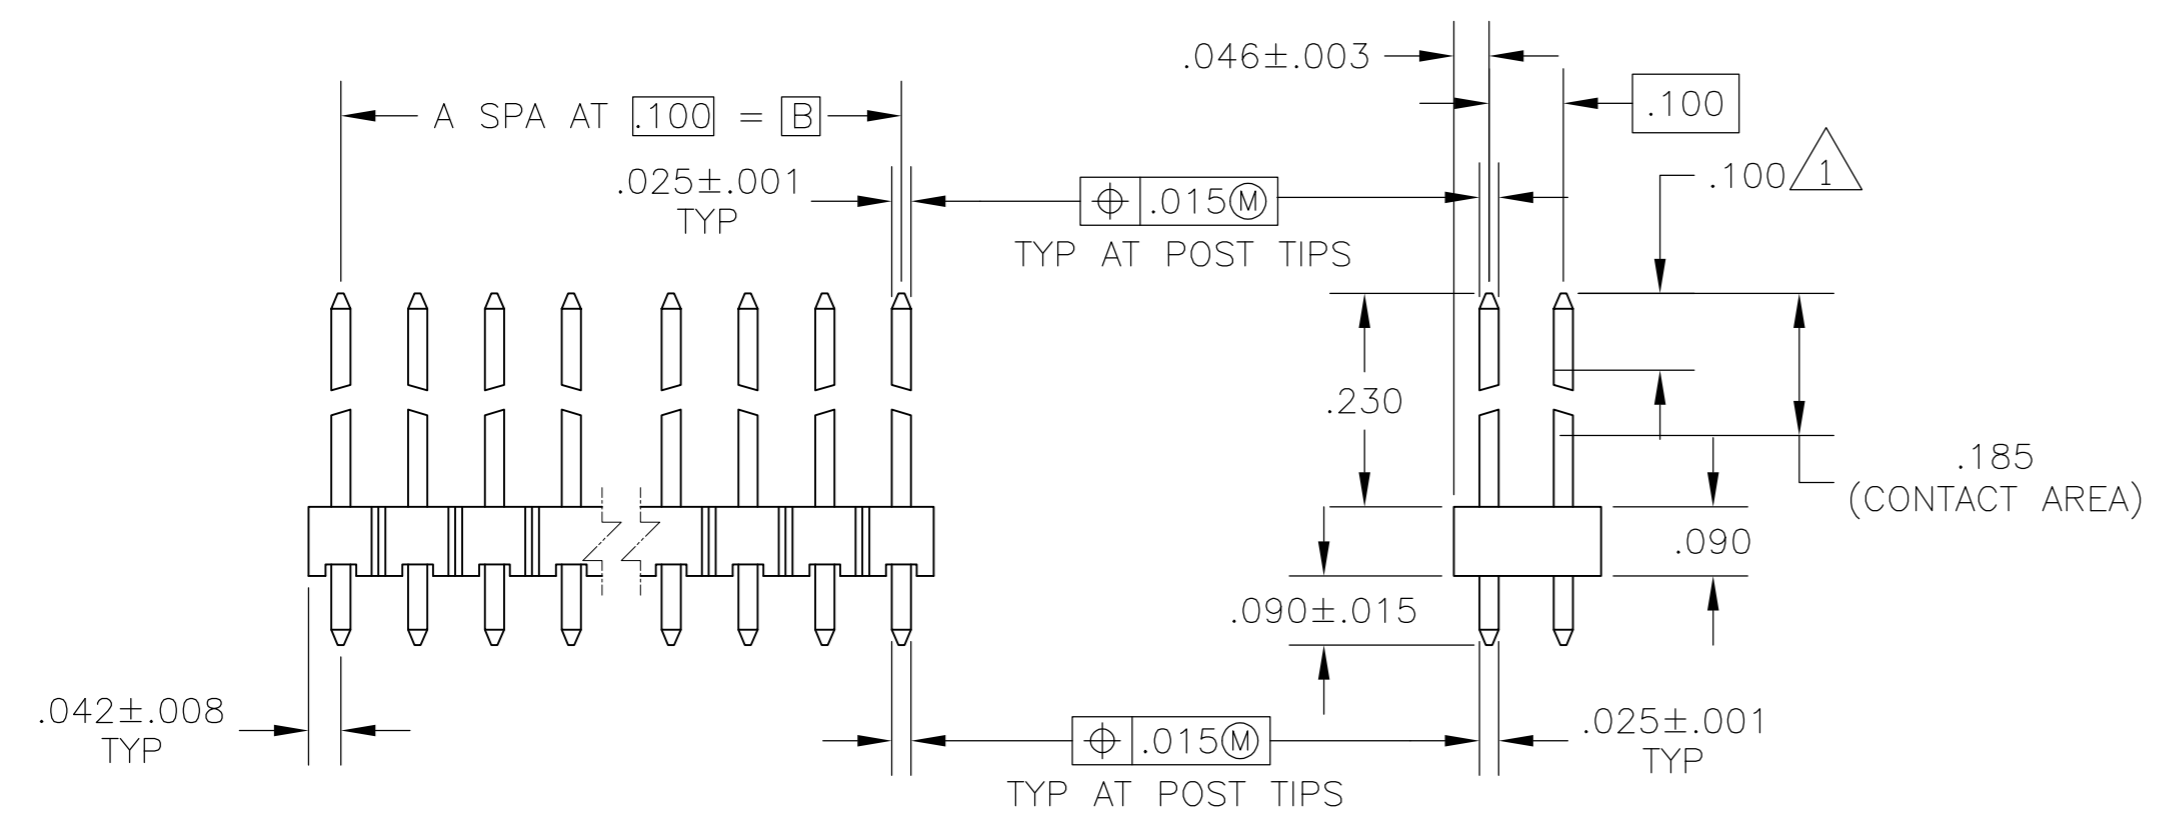 .046±.003
A SPA AT .100 = B
.100
.025±.001
TYP
.015Ⓜ
TYP AT POST TIPS
.100 1
.230
.185
(CONTACT AREA)
.090
.090±.015
.042±.008
TYP
.015Ⓜ
TYP AT POST TIPS
.025±.001
TYP